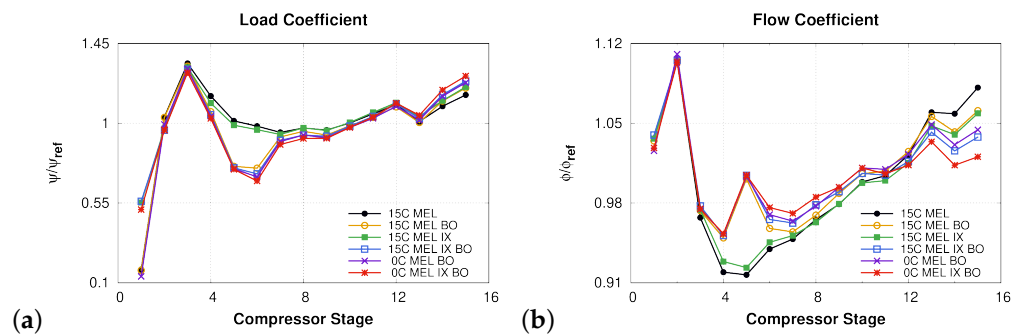 Load Coefficient
1.45
1
0.55
0.1
ψ/ψref
0 4 8 12 16
Compressor Stage
15C MEL
15C MEL BO
15C MEL IX
15C MEL IX BO
0C MEL BO
0C MEL IX BO
(a)
Flow Coefficient
1.12
1.05
0.98
0.91
ϕ/ϕref
0 4 8 12 16
Compressor Stage
15C MEL
15C MEL BO
15C MEL IX
15C MEL IX BO
0C MEL BO
0C MEL IX BO
(b)